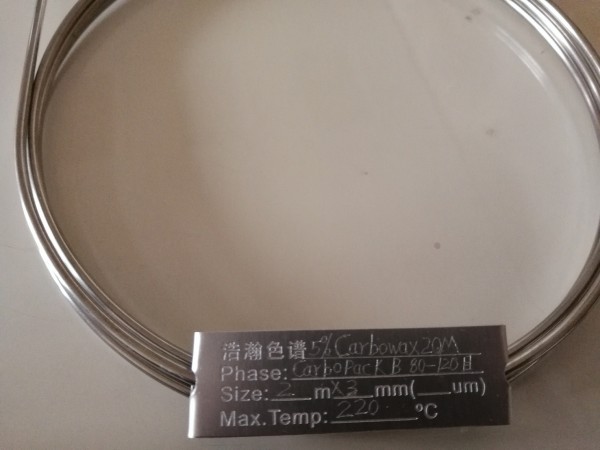 浩瀚色谱 5% Carbowax 20M
Phase: CarboPack B 80-120目
Size: 2 m×3 mm( um)
Max.Temp: 220 ºC